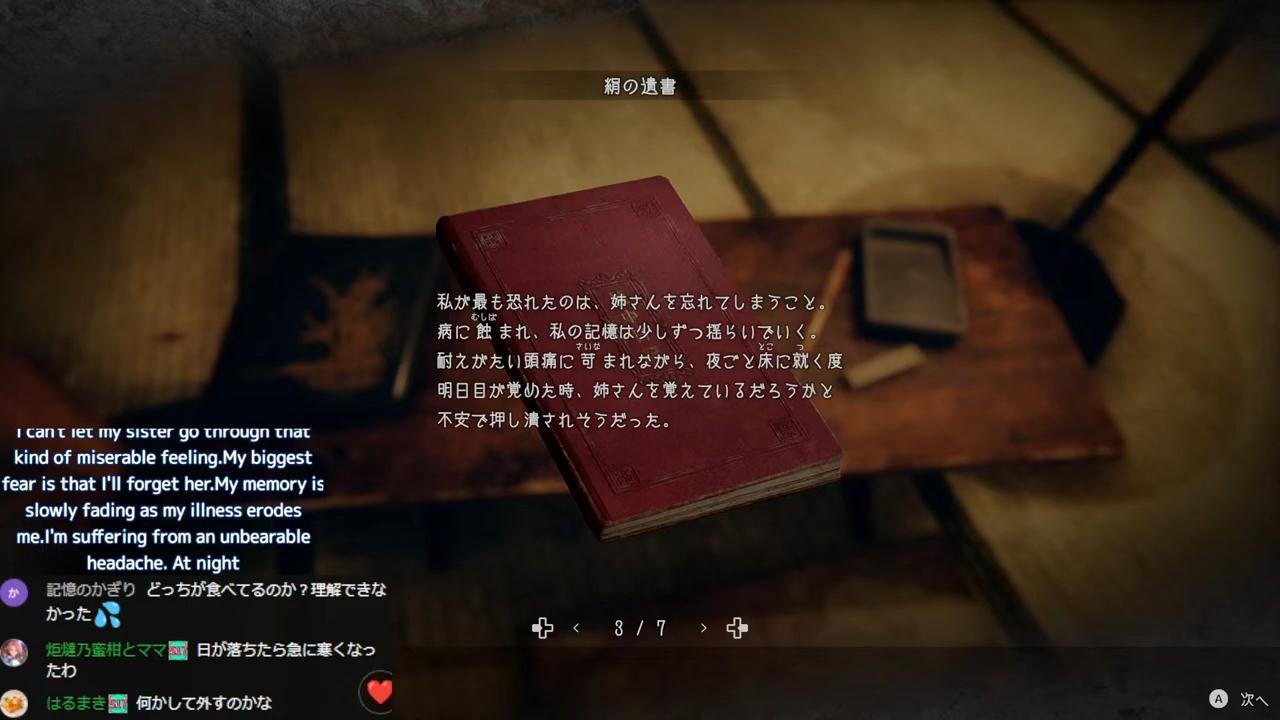 絹の遺書
私が最も恐れたのは、姉さんを忘れてしまうこと。
むしば
病に蝕まれ、私の記憶は少しずつ揺らいでいく。
さいな とこ つ
耐えがたい頭痛に苛まれながら、夜ごと床に就く度
明日目が覚めた時、姉さんを覚えているだろうかと
不安で押し潰されそうだった。
I can't let my sister go through that
kind of miserable feeling.My biggest
fear is that I'll forget her.My memory is
slowly fading as my illness erodes
me.I'm suffering from an unbearable
headache. At night
か 記憶のかぎり どっちが食べてるのか？理解できな
かった💦
炬燵乃蜜柑とママ 日が落ちたら急に寒くなっ
たわ
はるまき 何かして外すのかな
< 3 / 7 >
A 次へ